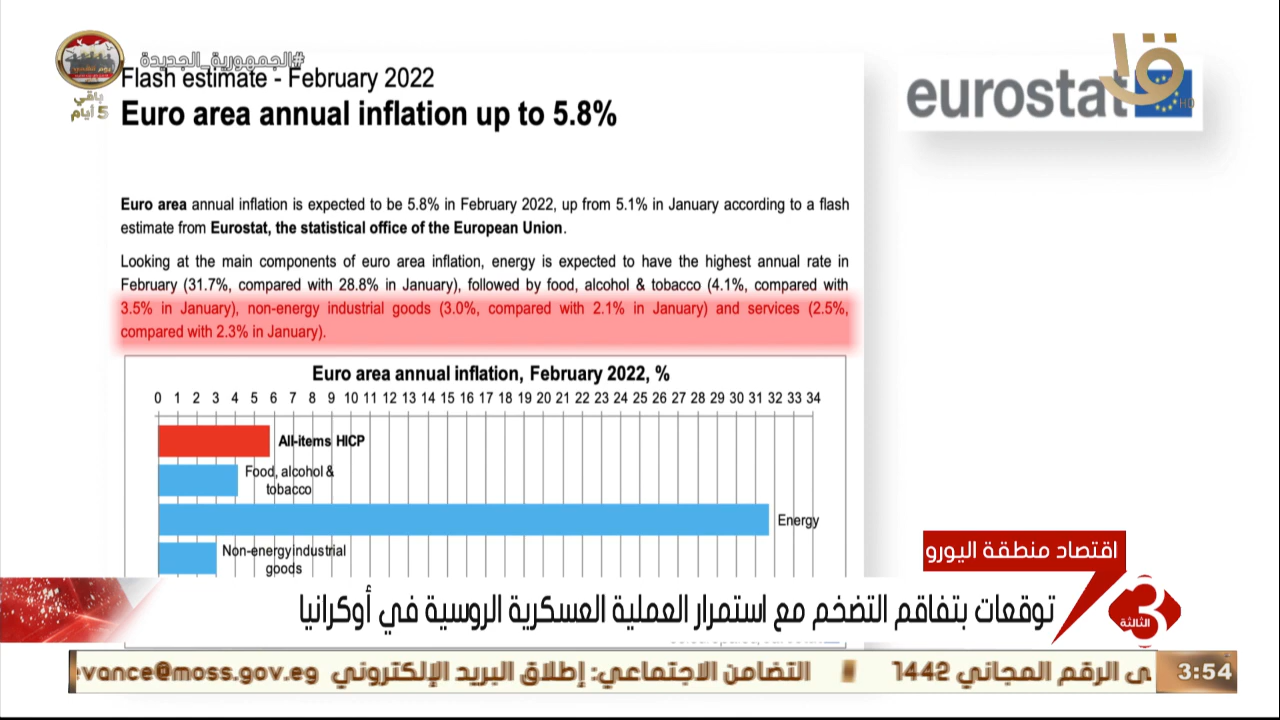 #الجمهورية_الجديدة
باقي
5 أيام
Flash estimate - February 2022
Euro area annual inflation up to 5.8%
eurostat
HD
Euro area annual inflation is expected to be 5.8% in February 2022, up from 5.1% in January according to a flash
estimate from Eurostat, the statistical office of the European Union.
Looking at the main components of euro area inflation, energy is expected to have the highest annual rate in
February (31.7%, compared with 28.8% in January), followed by food, alcohol & tobacco (4.1%, compared with
3.5% in January), non-energy industrial goods (3.0%, compared with 2.1% in January) and services (2.5%,
compared with 2.3% in January).
Euro area annual inflation, February 2022, %
0 1 2 3 4 5 6 7 8 9 10 11 12 13 14 15 16 17 18 19 20 21 22 23 24 25 26 27 28 29 30 31 32 33 34
All-items HICP
Food, alcohol &
tobacco
Energy
Non-energy industrial
goods
اقتصاد منطقة اليورو
توقعات بتفاقم التضخم مع استمرار العملية العسكرية الروسية في أوكرانيا
3
الثالثة
ى الرقم المجاني 1442
التضامن الاجتماعي: إطلاق البريد الإلكتروني
vance@moss.gov.eg
3:54